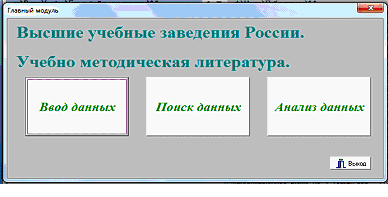 Главный модуль
Высшие учебные заведения России.
Учебно методическая литература.
Ввод данных
Поиск данных
Анализ данных
Выход